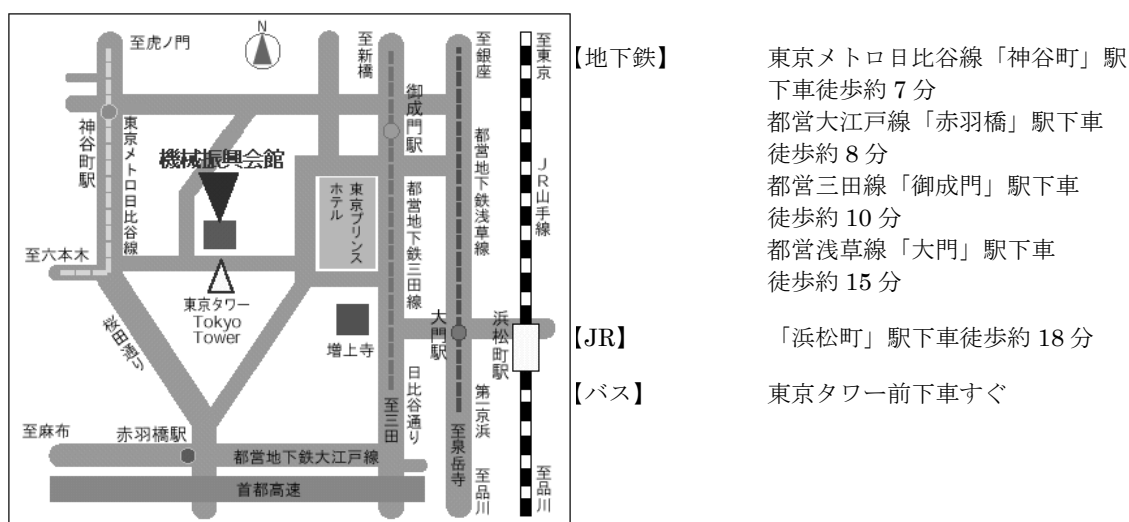 N
至虎ノ門
至新橋
至銀座
至東京
神谷町駅
東京メトロ日比谷線
機械振興会館
御成門駅
都営地下鉄浅草線
JR山手線
東京プリンス
ホテル
都営地下鉄三田線
至六本木
東京タワー
Tokyo
Tower
桜田通り
増上寺
大門駅
浜松町駅
日比谷通り
第一京浜
至三田
至泉岳寺
至麻布
赤羽橋駅
都営地下鉄大江戸線
首都高速
至品川
至品川
【地下鉄】 東京メトロ日比谷線「神谷町」駅
下車徒歩約 7 分
都営大江戸線「赤羽橋」駅下車
徒歩約 8 分
都営三田線「御成門」駅下車
徒歩約 10 分
都営浅草線「大門」駅下車
徒歩約 15 分
【JR】 「浜松町」駅下車徒歩約 18 分
【バス】 東京タワー前下車すぐ